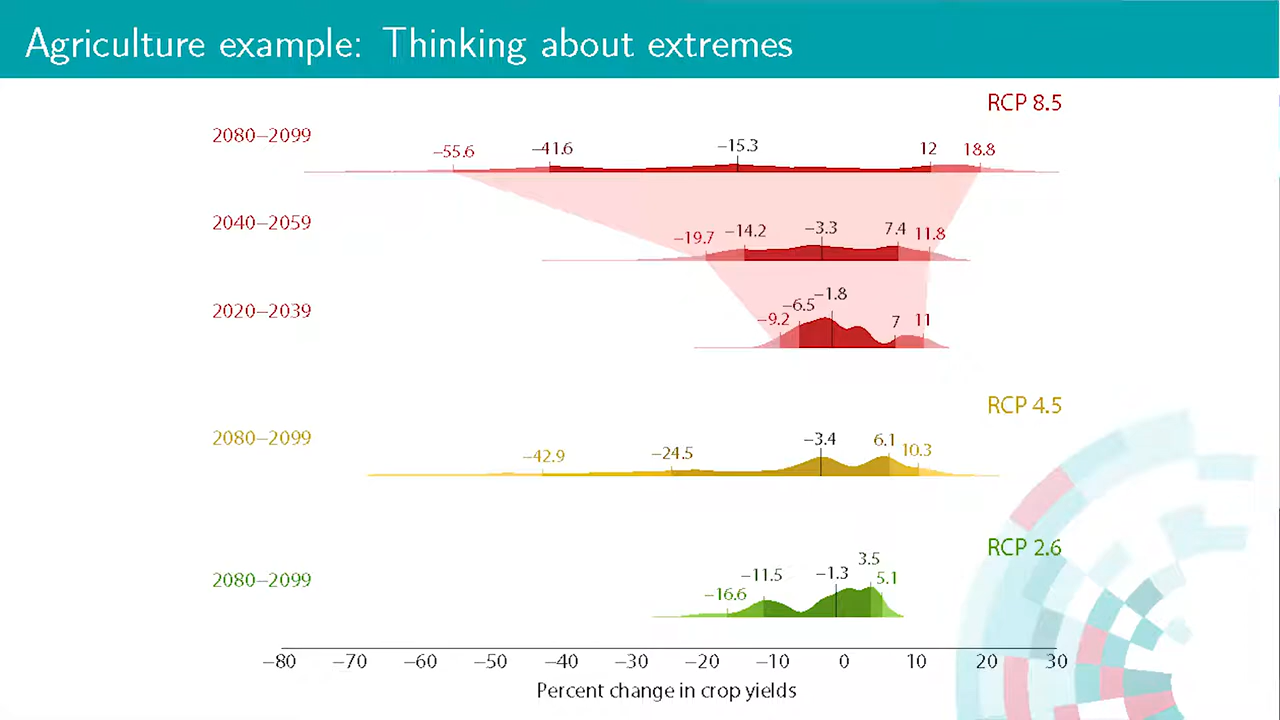 Agriculture example: Thinking about extremes
RCP 8.5
2080–2099
−55.6 −41.6 −15.3 12 18.8
2040–2059
−19.7 −14.2 −3.3 7.4 11.8
2020–2039
−9.2 −6.5 −1.8 7 11
RCP 4.5
2080–2099
−42.9 −24.5 −3.4 6.1 10.3
RCP 2.6
2080–2099
−16.6 −11.5 −1.3 3.5 5.1
−80 −70 −60 −50 −40 −30 −20 −10 0 10 20 30
Percent change in crop yields